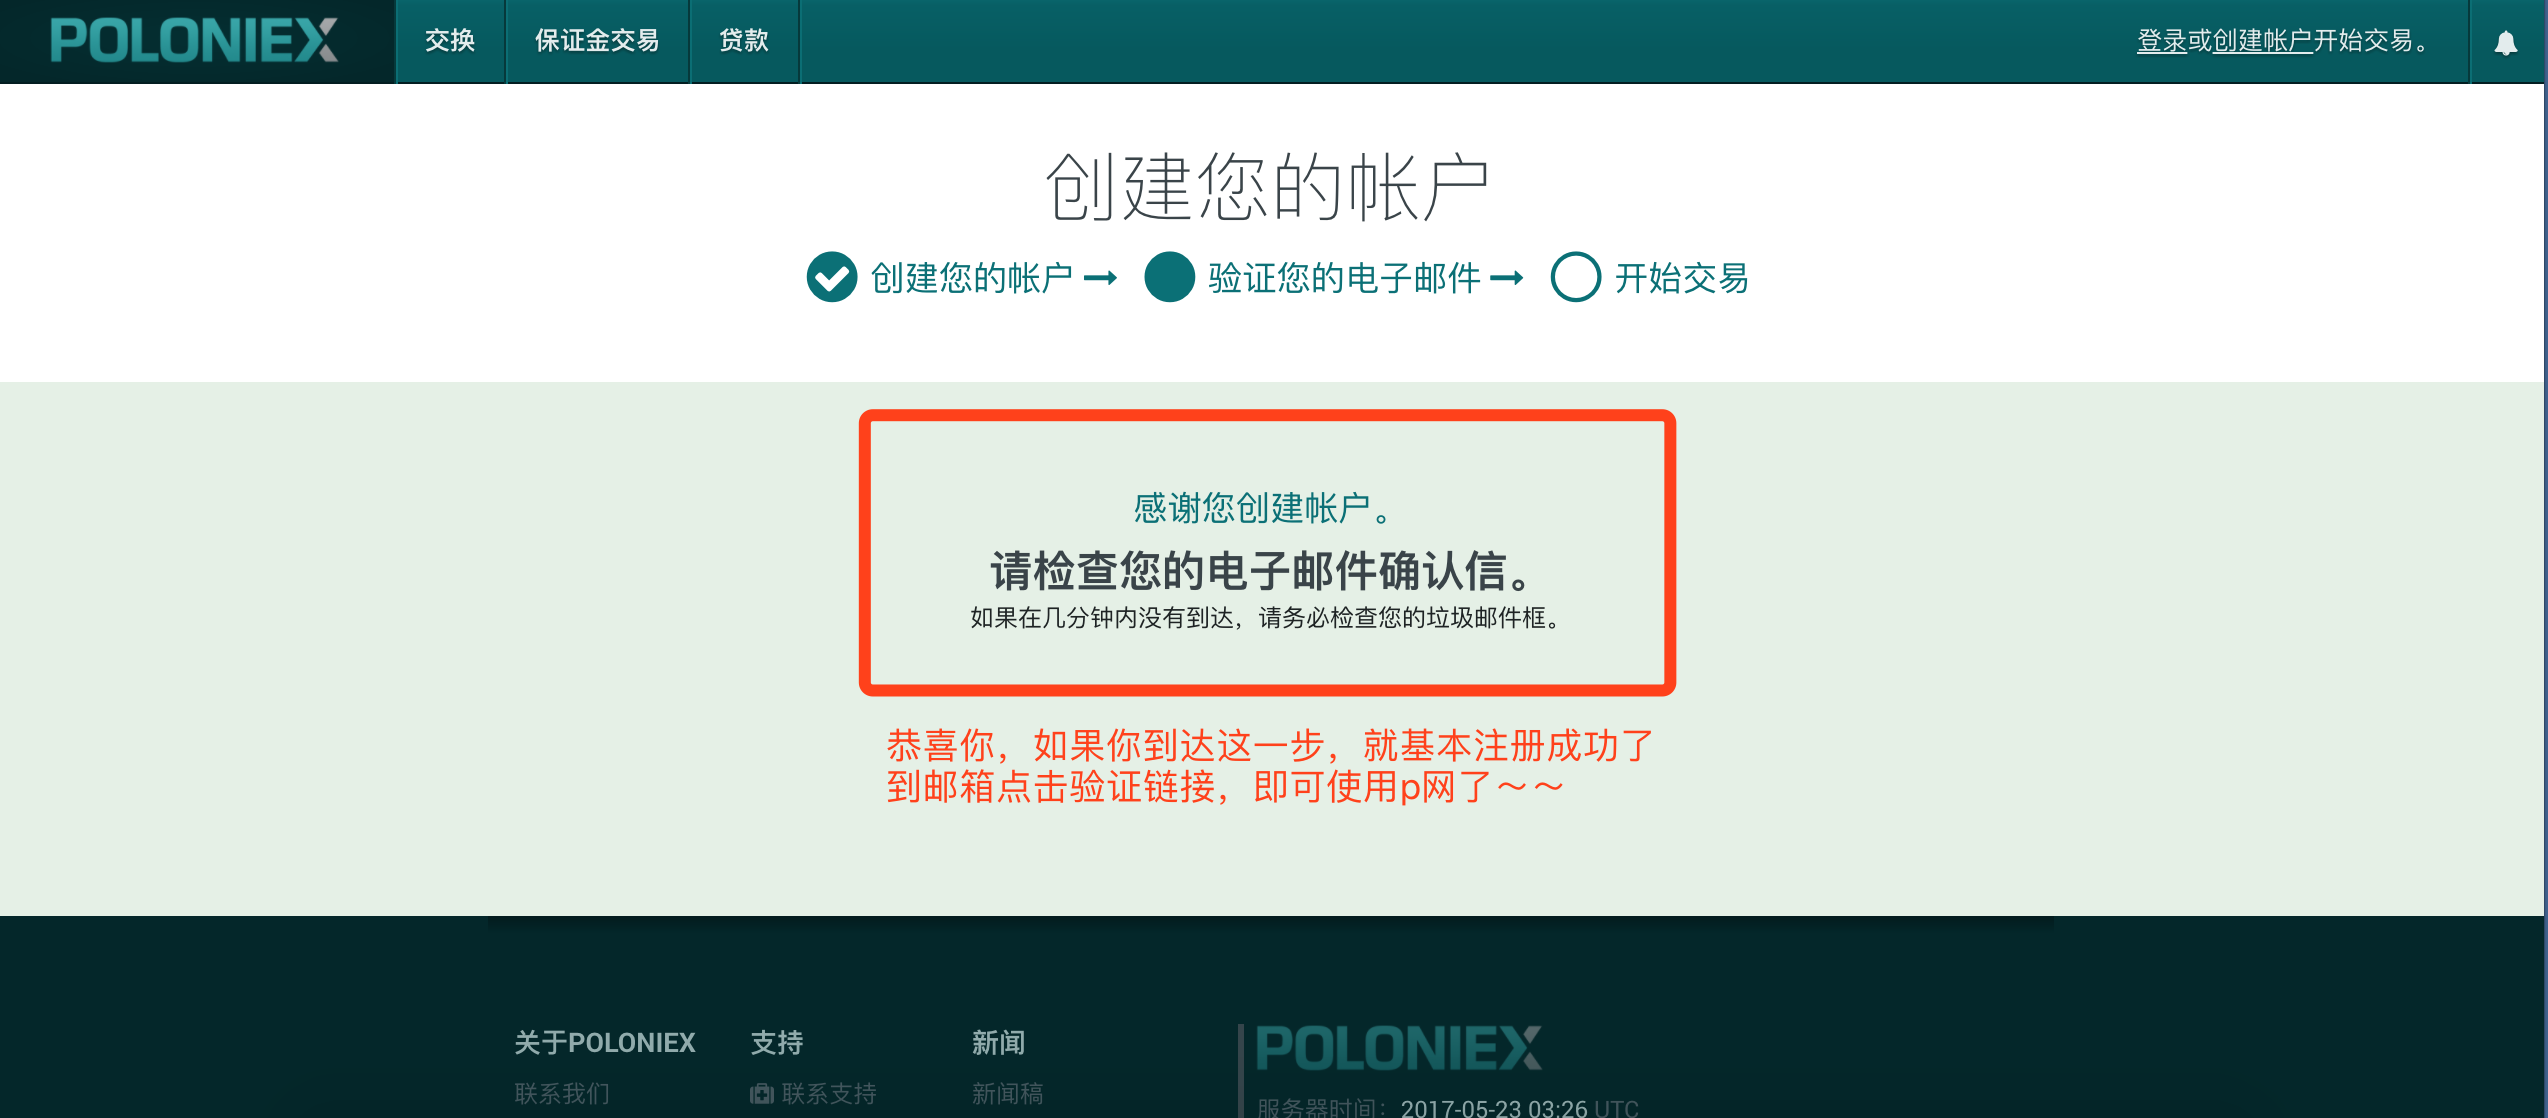 POLONIEX 交换 保证金交易 贷款 登录或创建帐户开始交易。
创建您的帐户
创建您的帐户 验证您的电子邮件 开始交易
感谢您创建帐户。
请检查您的电子邮件确认信。
如果在几分钟内没有到达，请务必检查您的垃圾邮件框。
恭喜你，如果你到达这一步，就基本注册成功了
到邮箱点击验证链接，即可使用p网了～～
关于POLONIEX 支持 新闻 POLONIEX
联系我们 联系支持 新闻稿
服务器时间：2017-05-23 03:26 UTC